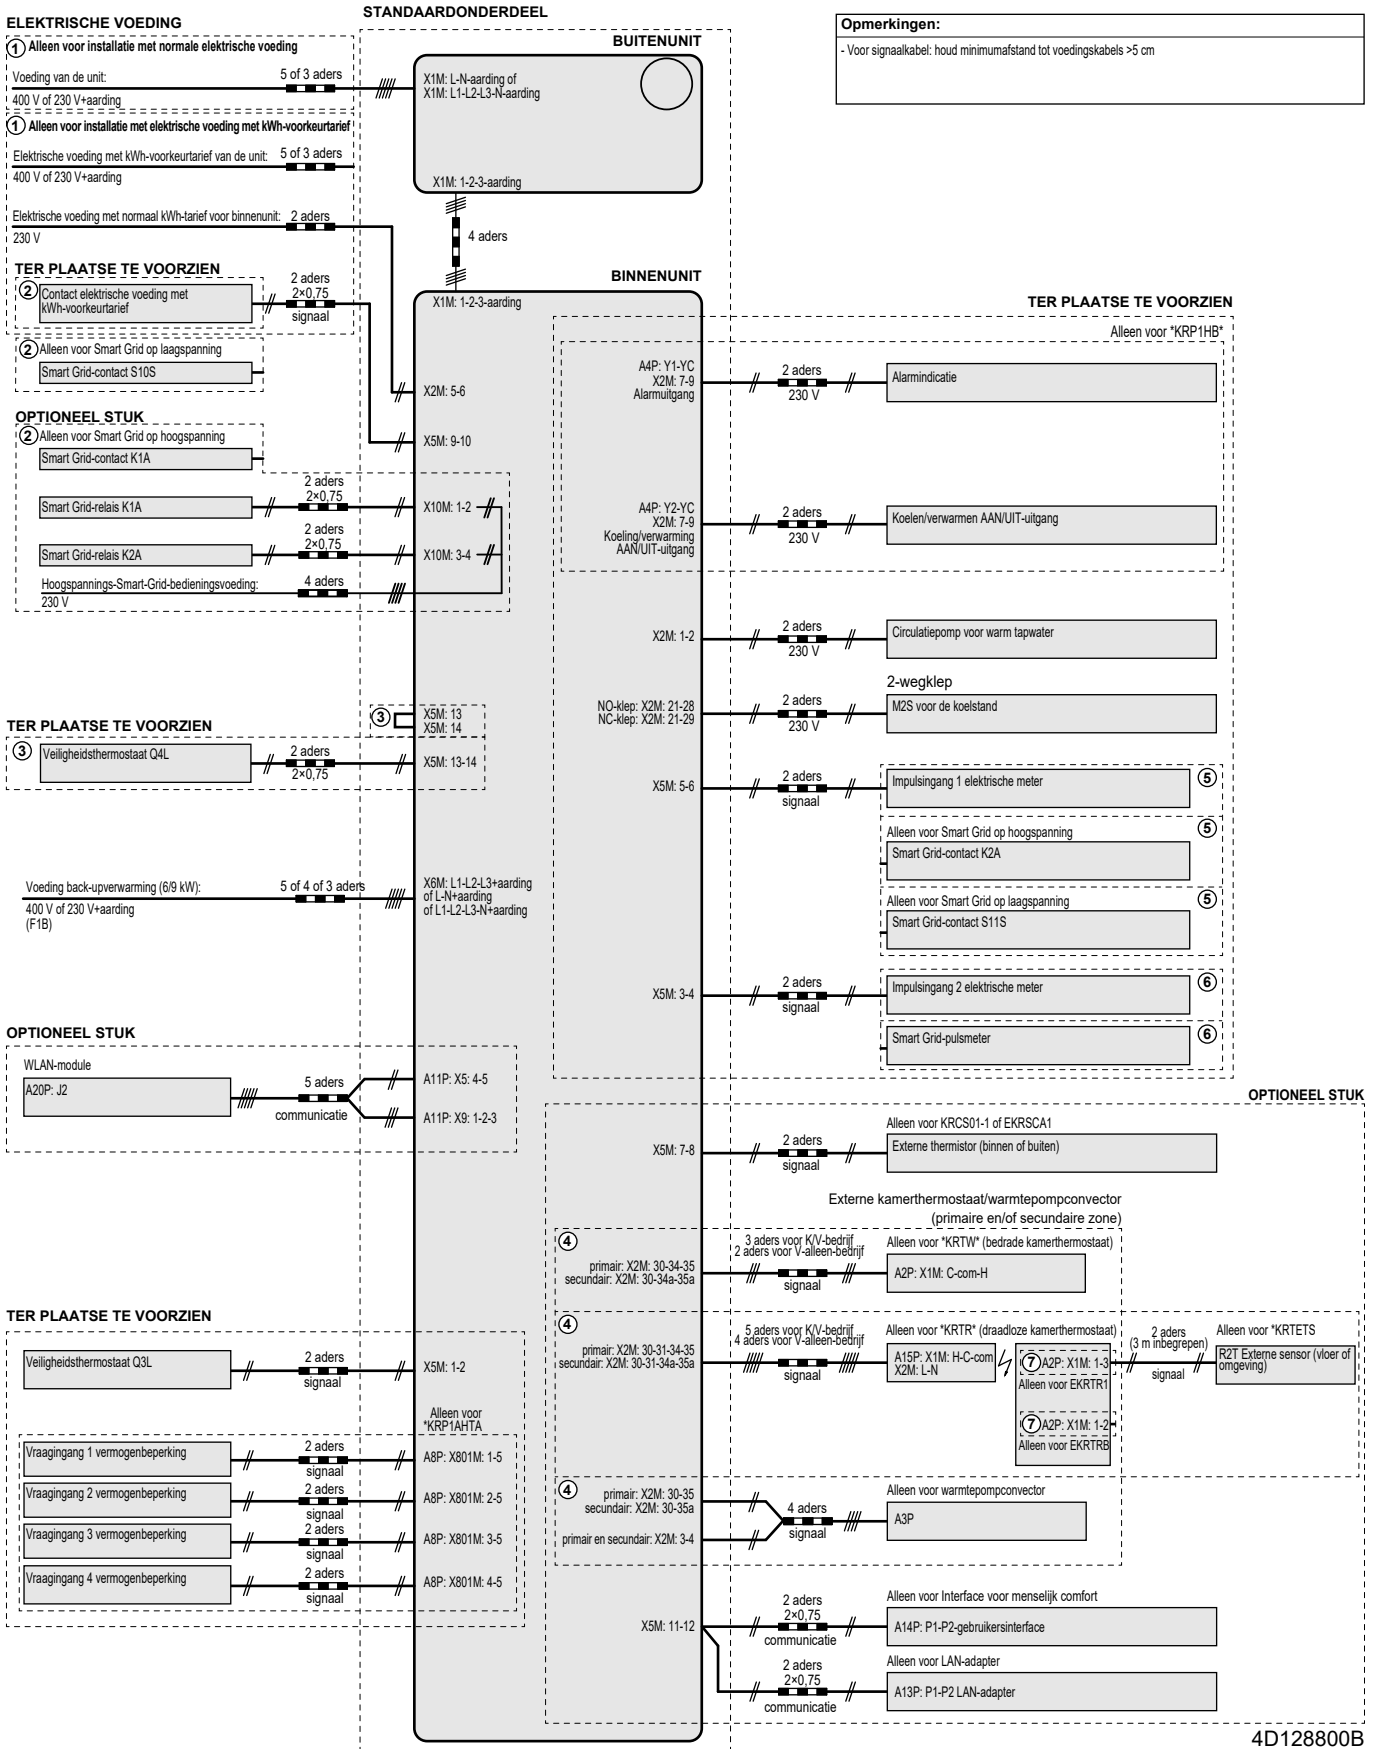 ELEKTRISCHE VOEDING
1 Alleen voor installatie met normale elektrische voeding
Voeding van de unit:
5 of 3 aders
400 V of 230 V+aarding
1 Alleen voor installatie met elektrische voeding met kWh-voorkeurtarief
Elektrische voeding met kWh-voorkeurtarief van de unit:
5 of 3 aders
400 V of 230 V+aarding
Elektrische voeding met normaal kWh-tarief voor binnenunit:
2 aders
230 V
TER PLAATSE TE VOORZIEN
2 Contact elektrische voeding met
kWh-voorkeurtarief
2 aders
2×0,75
signaal
2 Alleen voor Smart Grid op laagspanning
Smart Grid-contact S10S
OPTIONEEL STUK
2 Alleen voor Smart Grid op hoogspanning
Smart Grid-contact K1A
Smart Grid-relais K1A
2 aders
2×0,75
Smart Grid-relais K2A
2 aders
2×0,75
Hoogspannings-Smart-Grid-bedieningsvoeding:
4 aders
230 V
TER PLAATSE TE VOORZIEN
3 Veiligheidsthermostaat Q4L
2 aders
2×0,75
Voeding back-upverwarming (6/9 kW):
5 of 4 of 3 aders
400 V of 230 V+aarding
(F1B)
OPTIONEEL STUK
WLAN-module
A20P: J2
5 aders
communicatie
TER PLAATSE TE VOORZIEN
Veiligheidsthermostaat Q3L
2 aders
signaal
Vraagingang 1 vermogenbeperking
2 aders
signaal
Vraagingang 2 vermogenbeperking
2 aders
signaal
Vraagingang 3 vermogenbeperking
2 aders
signaal
Vraagingang 4 vermogenbeperking
2 aders
signaal
STANDAARDONDERDEEL
BUITENUNIT
X1M: L-N-aarding of
X1M: L1-L2-L3-N-aarding
X1M: 1-2-3-aarding
4 aders
BINNENUNIT
X1M: 1-2-3-aarding
X2M: 5-6
X5M: 9-10
X10M: 1-2
X10M: 3-4
3
X5M: 13
X5M: 14
X5M: 13-14
X6M: L1-L2-L3+aarding
of L-N+aarding
of L1-L2-L3-N+aarding
A11P: X5: 4-5
A11P: X9: 1-2-3
X5M: 1-2
Alleen voor
*KRP1AHTA
A8P: X801M: 1-5
A8P: X801M: 2-5
A8P: X801M: 3-5
A8P: X801M: 4-5
Opmerkingen:
- Voor signaalkabel: houd minimumafstand tot voedingskabels >5 cm
TER PLAATSE TE VOORZIEN
Alleen voor *KRP1HB*
A4P: Y1-YC
X2M: 7-9
Alarmuitgang
2 aders
230 V
Alarmindicatie
A4P: Y2-YC
X2M: 7-9
Koeling/verwarming
AAN/UIT-uitgang
2 aders
230 V
Koelen/verwarmen AAN/UIT-uitgang
X2M: 1-2
2 aders
230 V
Circulatiepomp voor warm tapwater
2-wegklep
NO-klep: X2M: 21-28
NC-klep: X2M: 21-29
2 aders
230 V
M2S voor de koelstand
X5M: 5-6
2 aders
signaal
Impulsingang 1 elektrische meter
5
Alleen voor Smart Grid op hoogspanning
5
Smart Grid-contact K2A
Alleen voor Smart Grid op laagspanning
5
Smart Grid-contact S11S
X5M: 3-4
2 aders
signaal
Impulsingang 2 elektrische meter
6
Smart Grid-pulsmeter
6
OPTIONEEL STUK
Alleen voor KRCS01-1 of EKRSCA1
X5M: 7-8
2 aders
signaal
Externe thermistor (binnen of buiten)
Externe kamerthermostaat/warmtepompconvector
(primaire en/of secundaire zone)
4
primair: X2M: 30-34-35
secundair: X2M: 30-34a-35a
3 aders voor K/V-bedrijf
2 aders voor V-alleen-bedrijf
signaal
Alleen voor *KRTW* (bedrade kamerthermostaat)
A2P: X1M: C-com-H
4
primair: X2M: 30-31-34-35
secundair: X2M: 30-31-34a-35a
5 aders voor K/V-bedrijf
4 aders voor V-alleen-bedrijf
signaal
Alleen voor *KRTR* (draadloze kamerthermostaat)
A15P: X1M: H-C-com
X2M: L-N
7 A2P: X1M: 1-3
Alleen voor EKRTR1
7 A2P: X1M: 1-2
Alleen voor EKRTRB
2 aders
(3 m inbegrepen)
signaal
Alleen voor *KRTETS
R2T Externe sensor (vloer of
omgeving)
4
primair: X2M: 30-35
secundair: X2M: 30-35a
primair en secundair: X2M: 3-4
4 aders
signaal
Alleen voor warmtepompconvector
A3P
X5M: 11-12
2 aders
2×0,75
communicatie
Alleen voor Interface voor menselijk comfort
A14P: P1-P2-gebruikersinterface
2 aders
2×0,75
communicatie
Alleen voor LAN-adapter
A13P: P1-P2 LAN-adapter
4D128800B